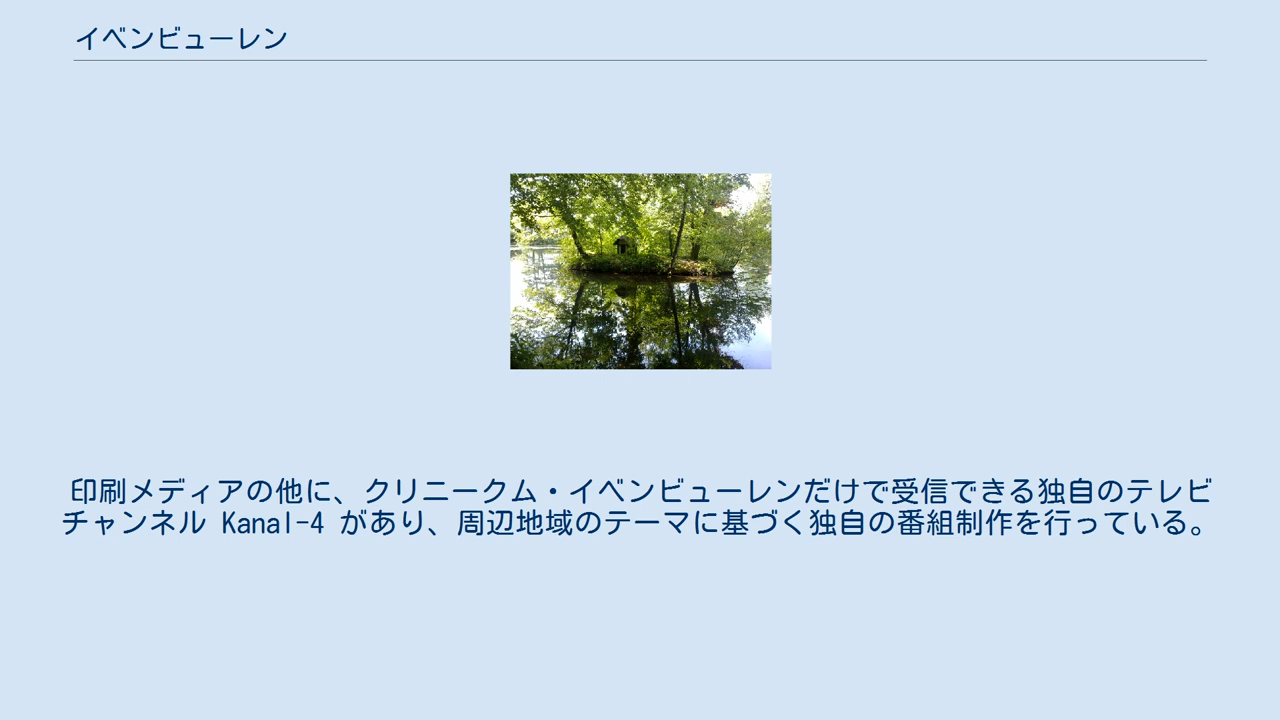 イベンビューレン
印刷メディアの他に、クリニークム・イベンビューレンだけで受信できる独自のテレビ
チャンネル Kanal-4 があり、周辺地域のテーマに基づく独自の番組制作を行っている。